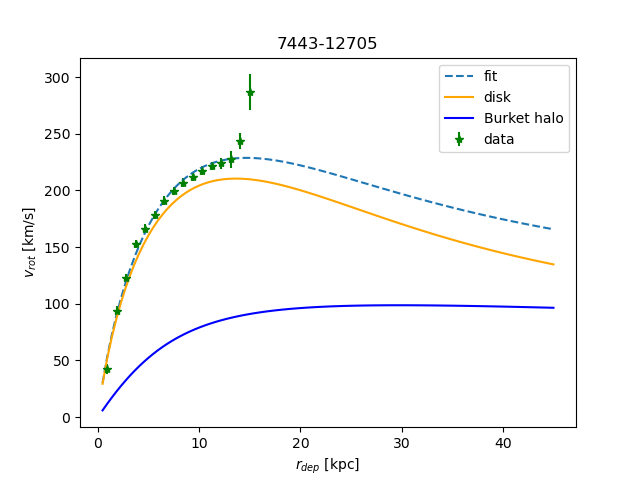 7443-12705
300
250
200
150
100
50
0
v_rot [km/s]
fit
disk
Burket halo
data
0 10 20 30 40
r_dep [kpc]